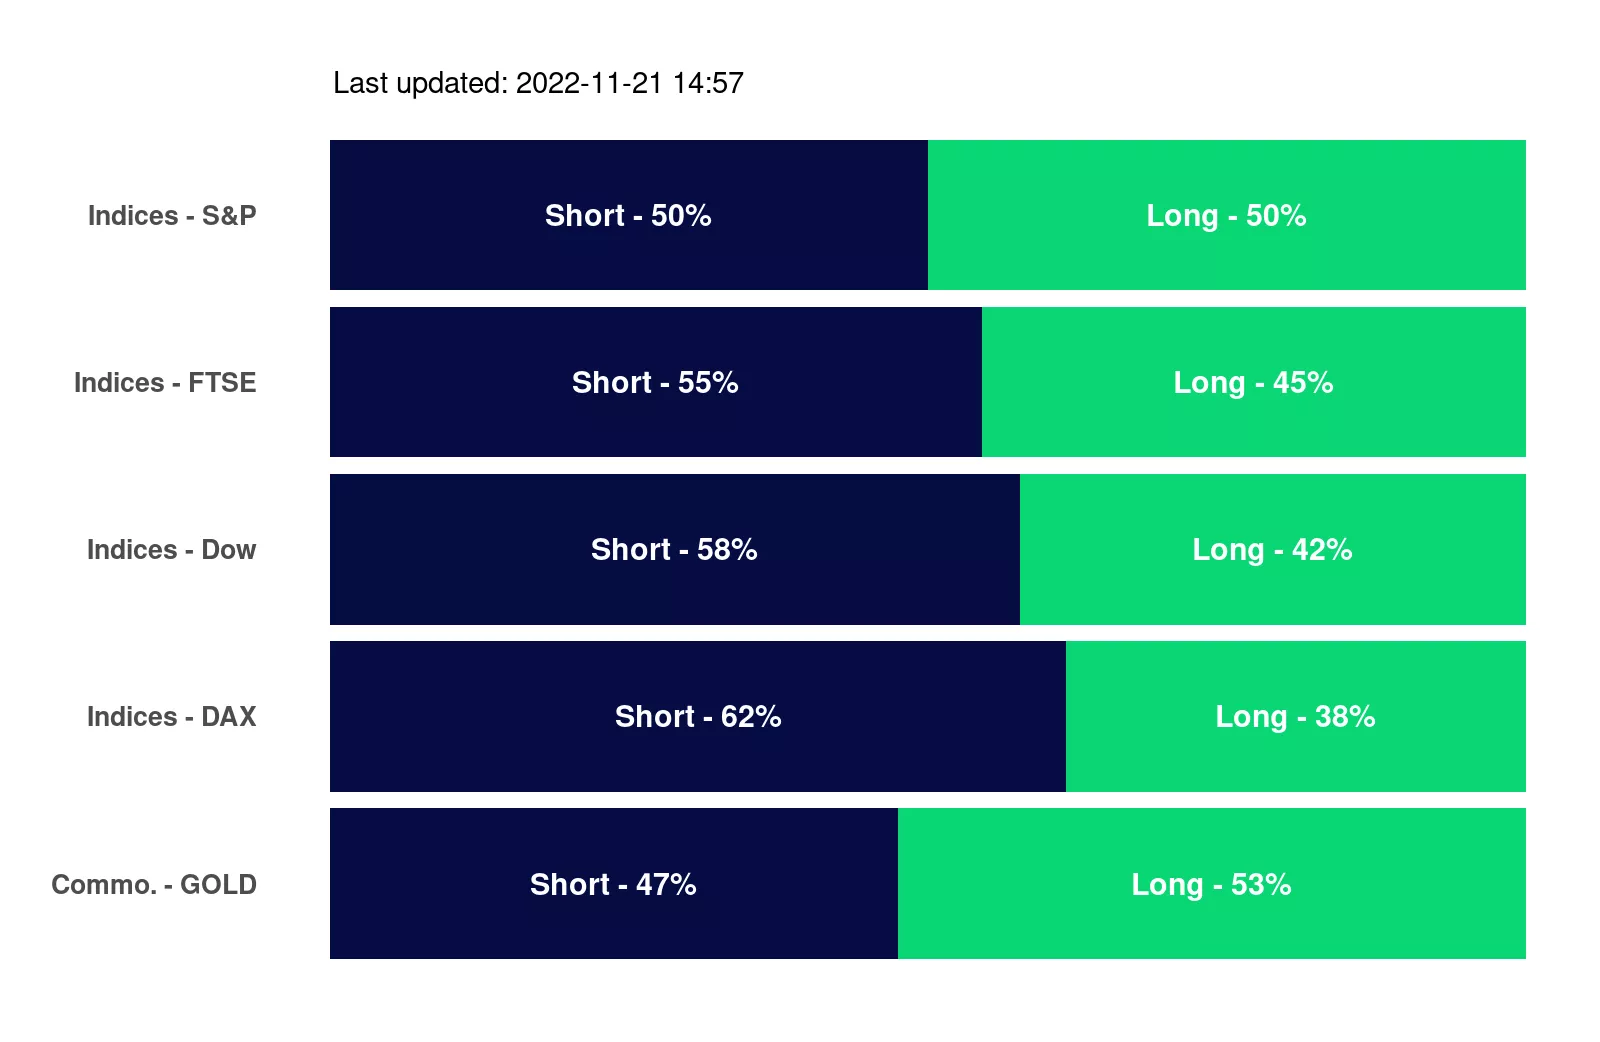 Last updated: 2022-11-21 14:57
Indices - S&P Short - 50% Long - 50%
Indices - FTSE Short - 55% Long - 45%
Indices - Dow Short - 58% Long - 42%
Indices - DAX Short - 62% Long - 38%
Commo. - GOLD Short - 47% Long - 53%